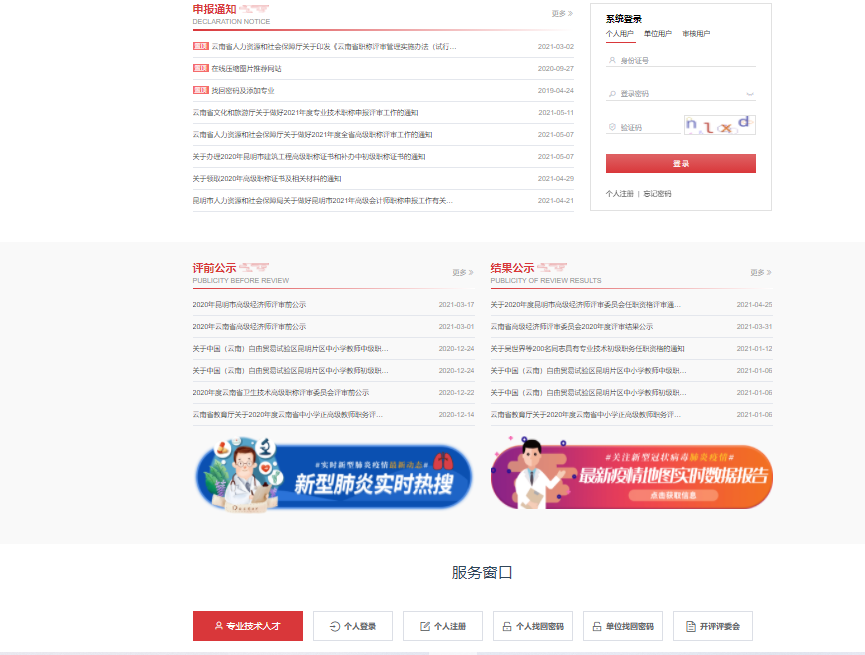 申报通知
DECLARATION NOTICE
更多
置顶 云南省人力资源和社会保障厅关于印发《云南省职称评审管理实施办法（试行... 2021-03-02
置顶 在线压缩图片推荐网站 2020-09-27
置顶 找回密码及添加专业 2019-04-24
云南省文化和旅游厅关于做好2021年度专业技术职称申报评审工作的通知 2021-05-11
云南省人力资源和社会保障厅关于做好2021年度全省高级职称评审工作的通知 2021-05-07
关于办理2020年昆明市建筑工程高级职称证书和补办中初级职称证书的通知 2021-05-07
关于领取2020年高级职称证书及相关材料的通知 2021-04-29
昆明市人力资源和社会保障局关于做好昆明市2021年高级会计师职称申报工作有关... 2021-04-21
系统登录
个人用户 单位用户 审核用户
身份证号
登录密码
验证码
n l x d
登录
个人注册 | 忘记密码
评前公示
PUBLICITY BEFORE REVIEW
更多
2020年昆明市高级经济师评审前公示 2021-03-17
2020年云南省高级经济师评审前公示 2021-03-01
关于中国（云南）自由贸易试验区昆明片区中小学教师中级职... 2020-12-24
关于中国（云南）自由贸易试验区昆明片区中小学教师初级职... 2020-12-24
2020年度云南省卫生技术高级职称评审委员会评审前公示 2020-12-22
云南省教育厅关于2020年度云南省中小学正高级教师职务评... 2020-12-14
结果公示
PUBLICITY OF REVIEW RESULTS
更多
关于2020年度昆明市高级经济师评审委员会任职资格评审通... 2021-04-25
云南省高级经济师评审委员会2020年度评审结果公示 2021-03-31
关于吴世界等200名同志具有专业技术初级职务任职资格的通知 2021-01-12
关于中国（云南）自由贸易试验区昆明片区中小学教师中级职... 2021-01-06
关于中国（云南）自由贸易试验区昆明片区中小学教师初级职... 2021-01-06
云南省教育厅关于2020年度云南省中小学正高级教师职务评... 2021-01-06
#实时新型肺炎疫情最新动态#
新型肺炎实时热搜
#关注新型冠状病毒肺炎疫情#
最新疫情地图实时数据报告
点击获取信息
服务窗口
专业技术人才
个人登录
个人注册
个人找回密码
单位找回密码
开评评委会